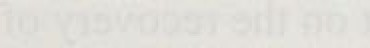 t on the recovery of